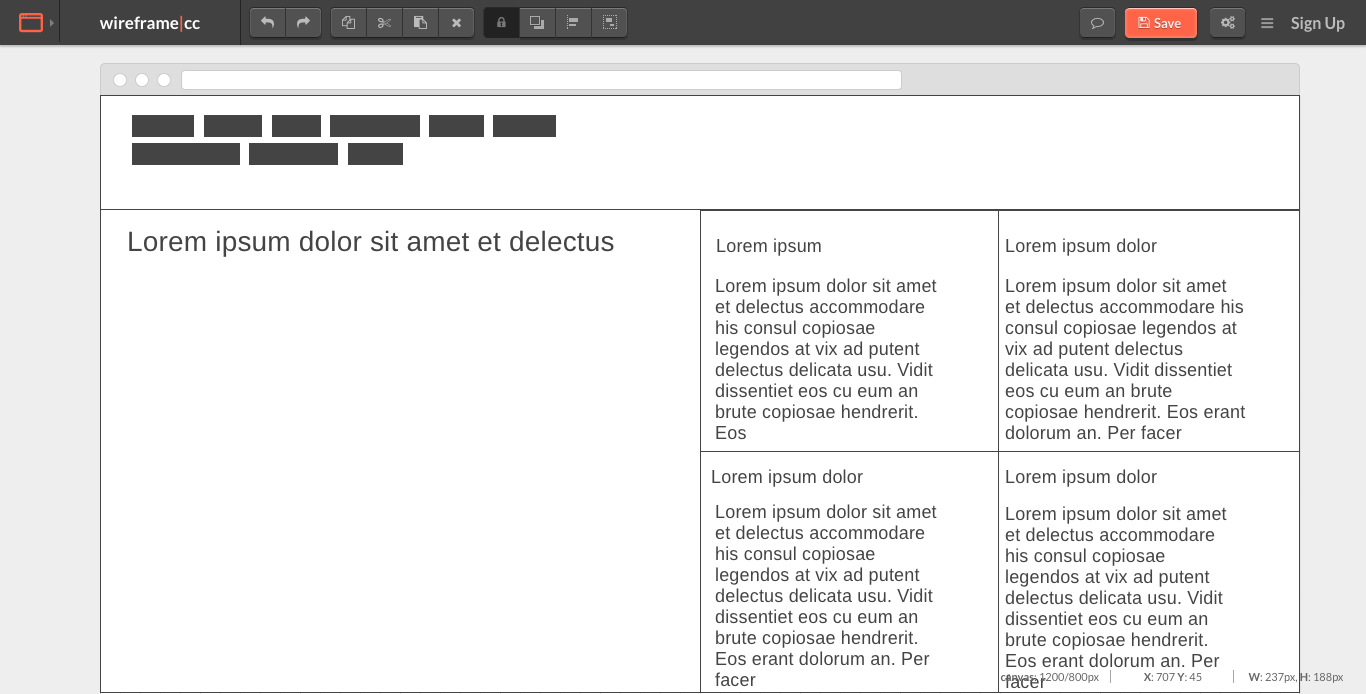 wireframe|cc
Save
Sign Up
Lorem ipsum dolor sit amet et delectus
Lorem ipsum
Lorem ipsum dolor sit amet
et delectus accommodare
his consul copiosae
legendos at vix ad putent
delectus delicata usu. Vidit
dissentiet eos cu eum an
brute copiosae hendrerit.
Eos
Lorem ipsum dolor
Lorem ipsum dolor sit amet
et delectus accommodare his
consul copiosae legendos at
vix ad putent delectus
delicata usu. Vidit dissentiet
eos cu eum an brute
copiosae hendrerit. Eos erant
dolorum an. Per facer
Lorem ipsum dolor
Lorem ipsum dolor sit amet
et delectus accommodare
his consul copiosae
legendos at vix ad putent
delectus delicata usu. Vidit
dissentiet eos cu eum an
brute copiosae hendrerit.
Eos erant dolorum an. Per
facer
Lorem ipsum dolor
Lorem ipsum dolor sit amet
et delectus accommodare
his consul copiosae
legendos at vix ad putent
delectus delicata usu. Vidit
dissentiet eos cu eum an
brute copiosae hendrerit.
Eos erant dolorum an. Per
facer
canvas: 1200/800px | X: 707 Y: 45 | W: 237px, H: 188px